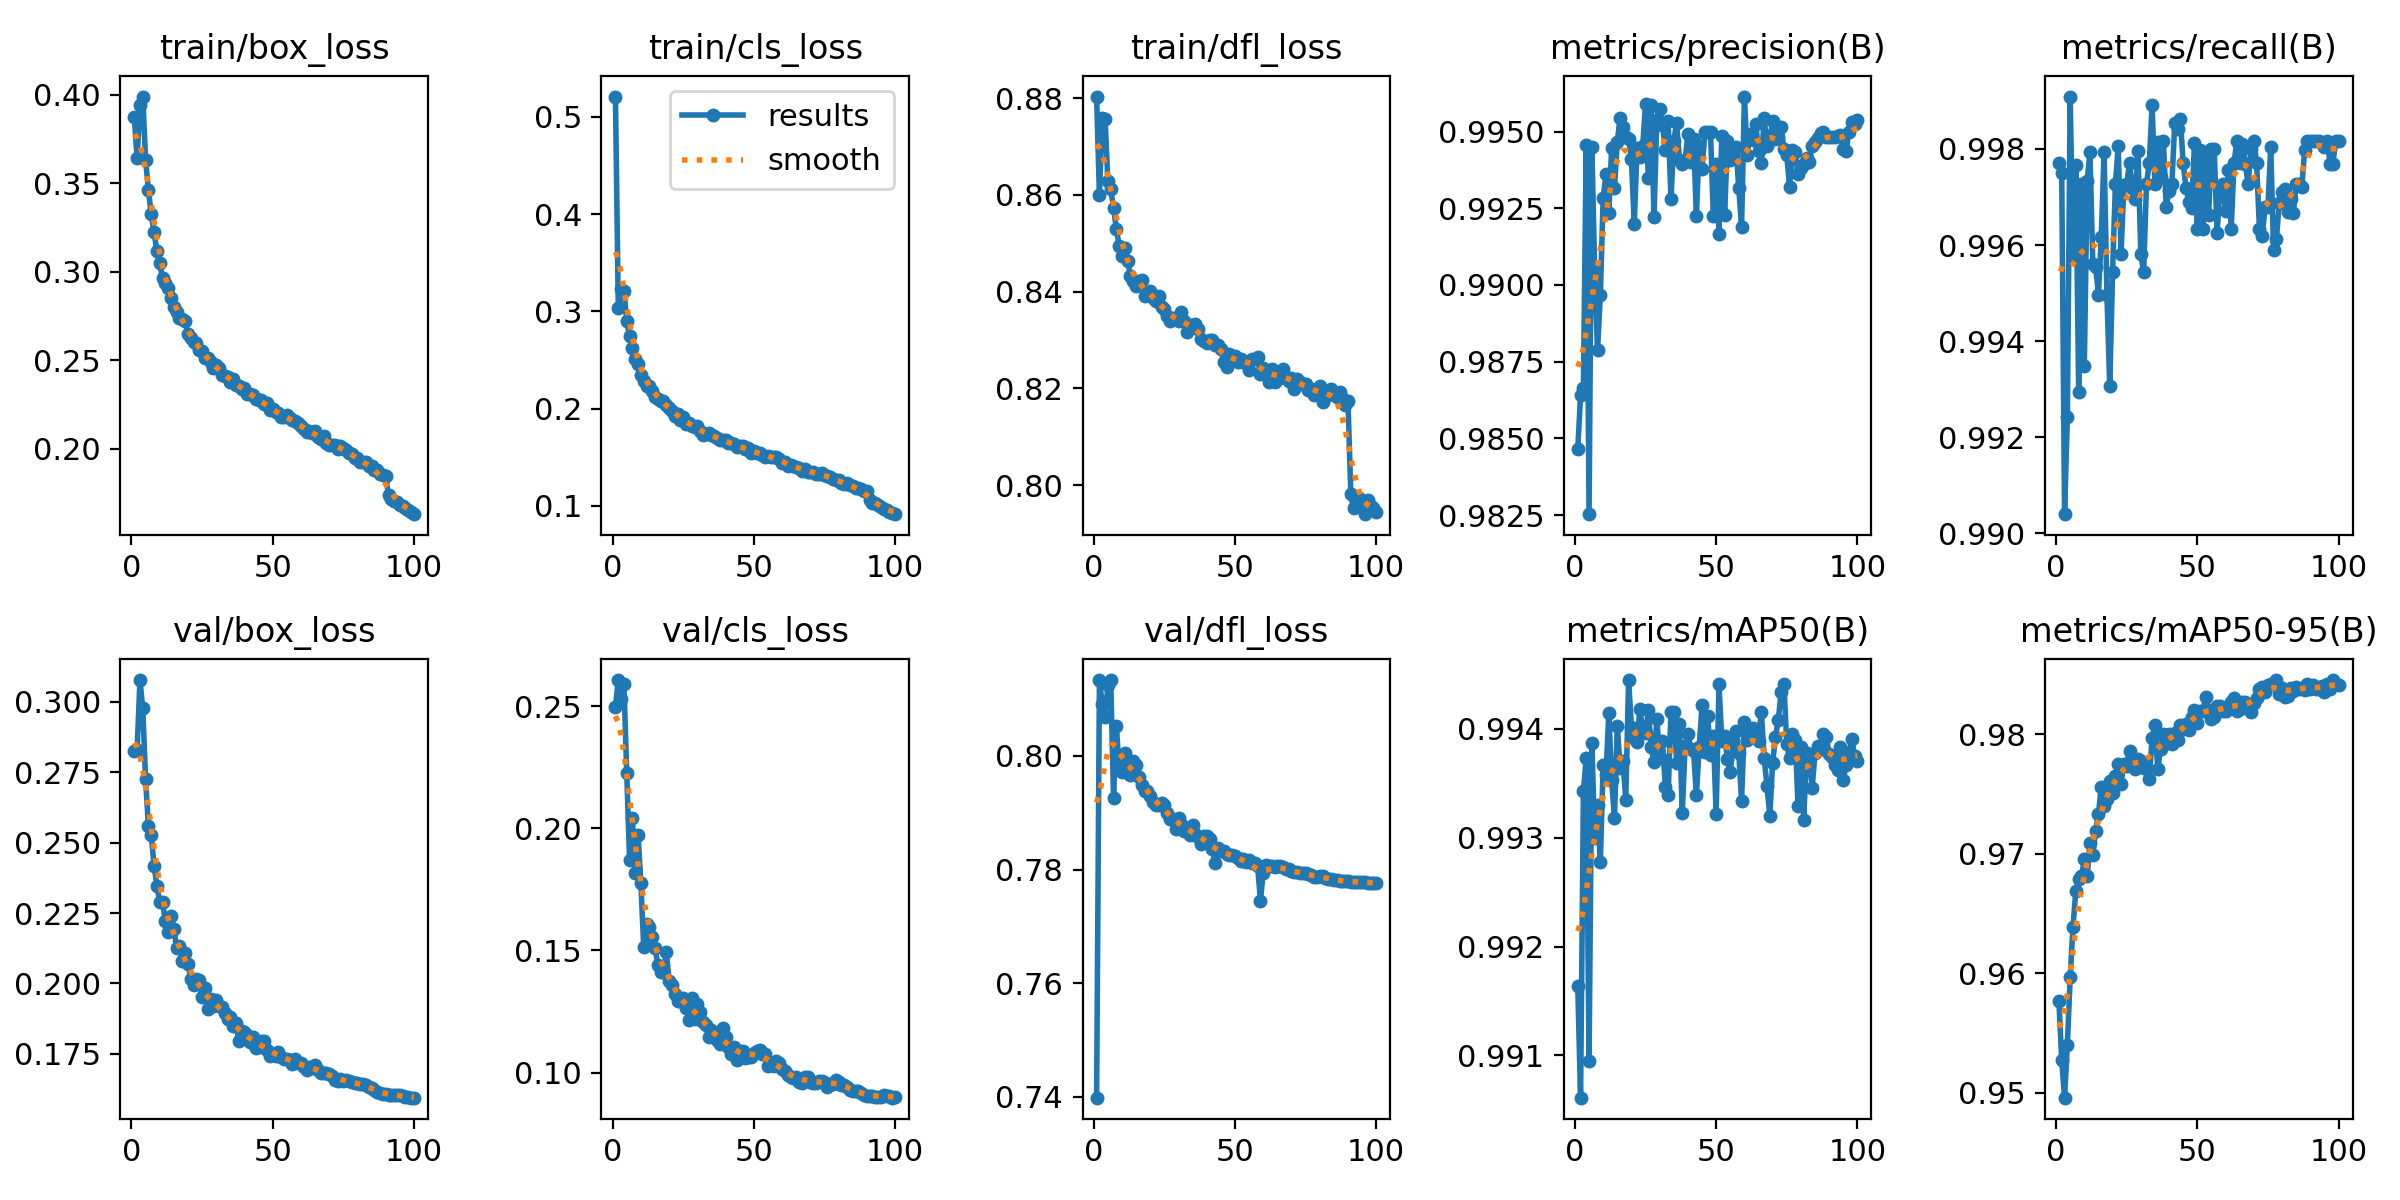 train/box_loss
train/cls_loss
train/dfl_loss
metrics/precision(B)
metrics/recall(B)
0.40
0.35
0.30
0.25
0.20
0 50 100
results
smooth
0.5
0.4
0.3
0.2
0.1
0 50 100
0.88
0.86
0.84
0.82
0.80
0 50 100
0.9950
0.9925
0.9900
0.9875
0.9850
0.9825
0 50 100
0.998
0.996
0.994
0.992
0.990
0 50 100
val/box_loss
val/cls_loss
val/dfl_loss
metrics/mAP50(B)
metrics/mAP50-95(B)
0.300
0.275
0.250
0.225
0.200
0.175
0 50 100
0.25
0.20
0.15
0.10
0 50 100
0.80
0.78
0.76
0.74
0 50 100
0.994
0.993
0.992
0.991
0 50 100
0.98
0.97
0.96
0.95
0 50 100